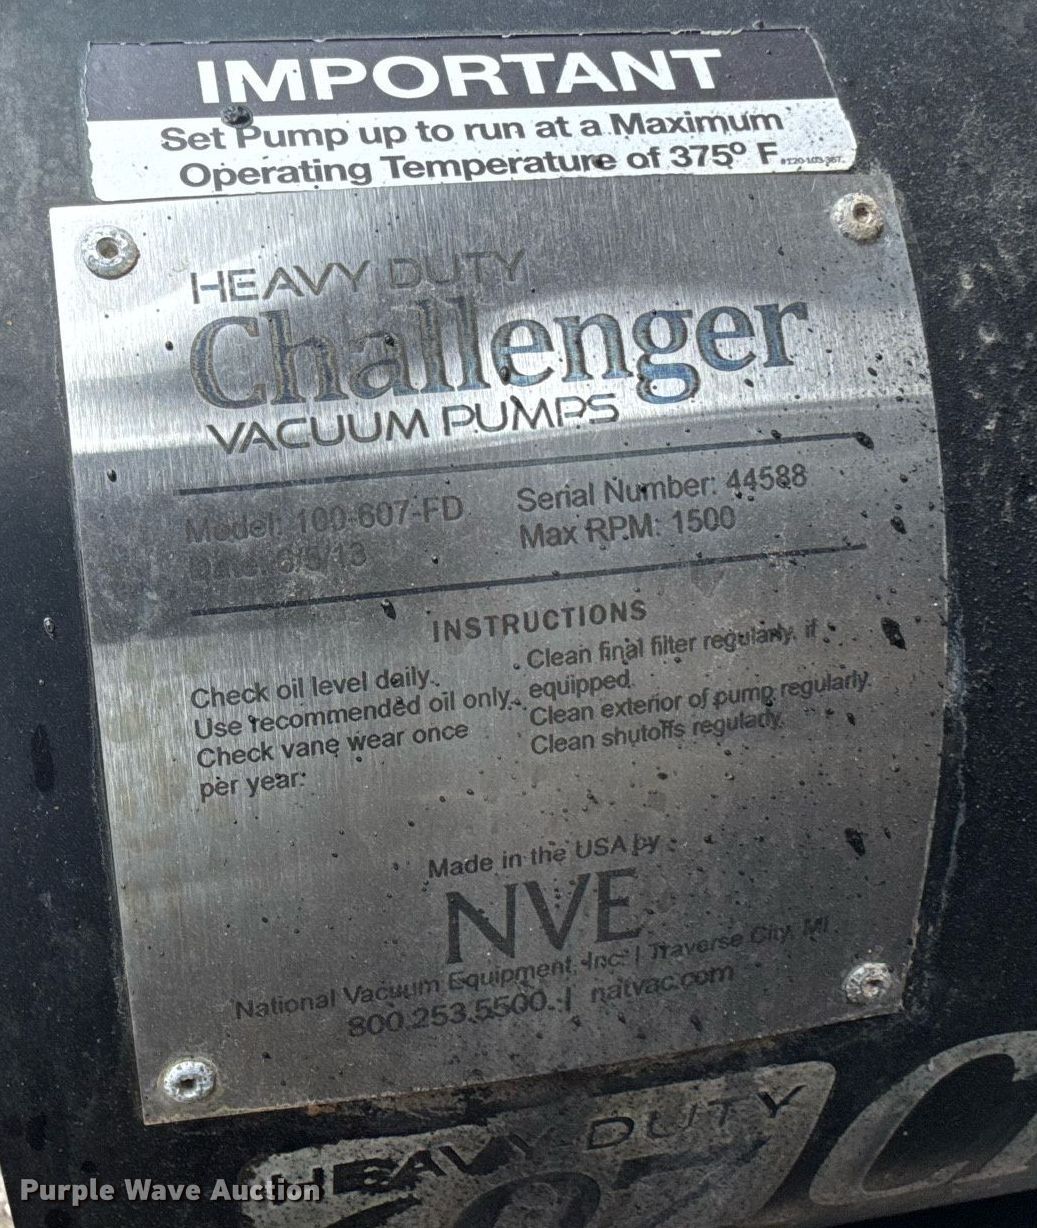 IMPORTANT
Set Pump up to run at a Maximum
Operating Temperature of 375º F
HEAVY DUTY
Challenger
VACUUM PUMPS
Model: 100-607-FD
Serial Number: 44588
Date:
Max RPM: 1500
INSTRUCTIONS
Check oil level daily.
Use recommended oil only.
Check vane wear once
per year.
Clean final filter regularly, if
equipped.
Clean exterior of pump regularly.
Clean shutoffs regularly.
Made in the USA by
NVE
National Vacuum Equipment, Inc. | Traverse City, MI
800.253.5500 | natvac.com
HEAVY DUTY
607
Purple Wave Auction